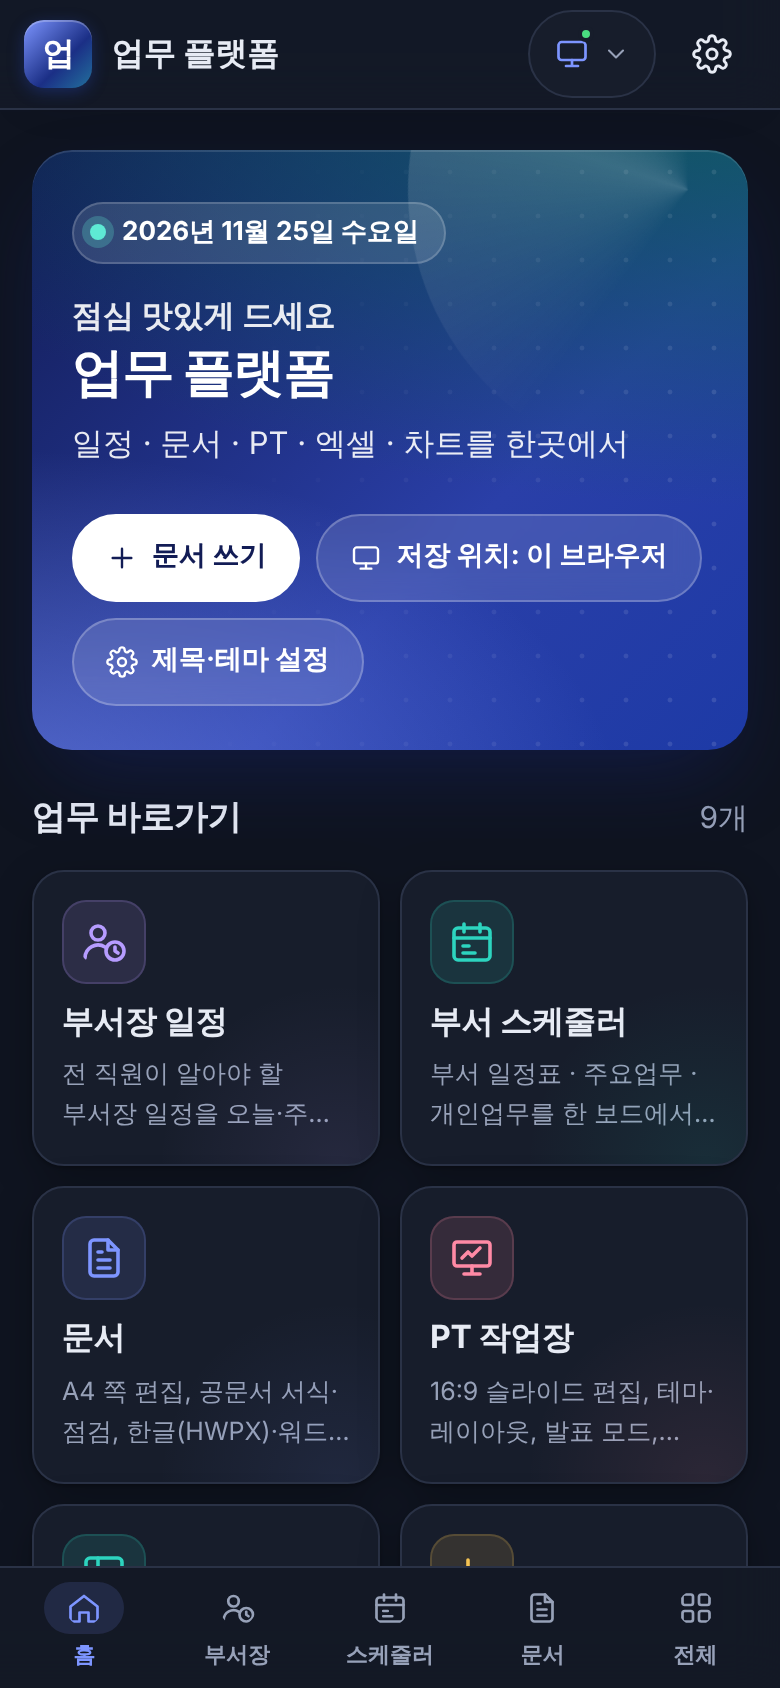 업 업무 플랫폼
2026년 11월 25일 수요일
점심 맛있게 드세요
업무 플랫폼
일정 · 문서 · PT · 엑셀 · 차트를 한곳에서
문서 쓰기
저장 위치: 이 브라우저
제목·테마 설정
업무 바로가기
9개
부서장 일정
전 직원이 알아야 할
부서장 일정을 오늘·주...
부서 스케줄러
부서 일정표 · 주요업무 ·
개인업무를 한 보드에서...
문서
A4 쪽 편집, 공문서 서식·
점검, 한글(HWPX)·워드...
PT 작업장
16:9 슬라이드 편집, 테마·
레이아웃, 발표 모드,...
홈
부서장
스케줄러
문서
전체